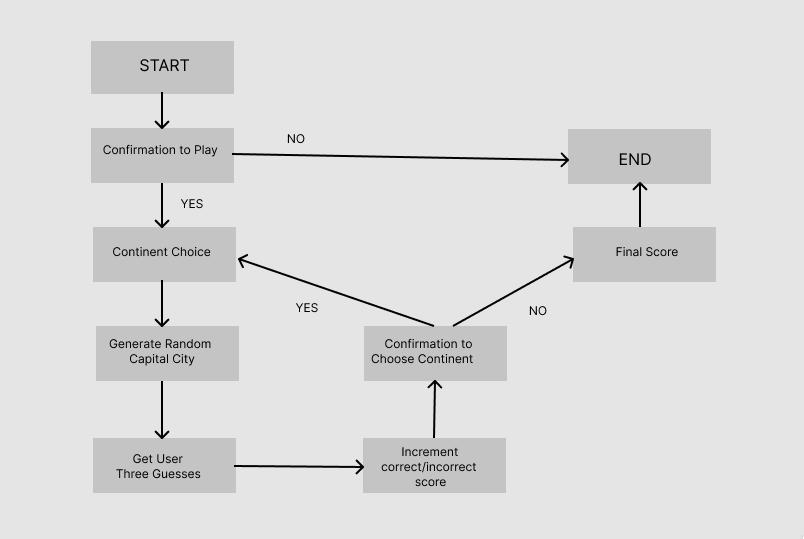 START
Confirmation to Play
NO
END
YES
Continent Choice
Final Score
YES
NO
Generate Random
Capital City
Confirmation to
Choose Continent
Get User
Three Guesses
Increment
correct/incorrect
score